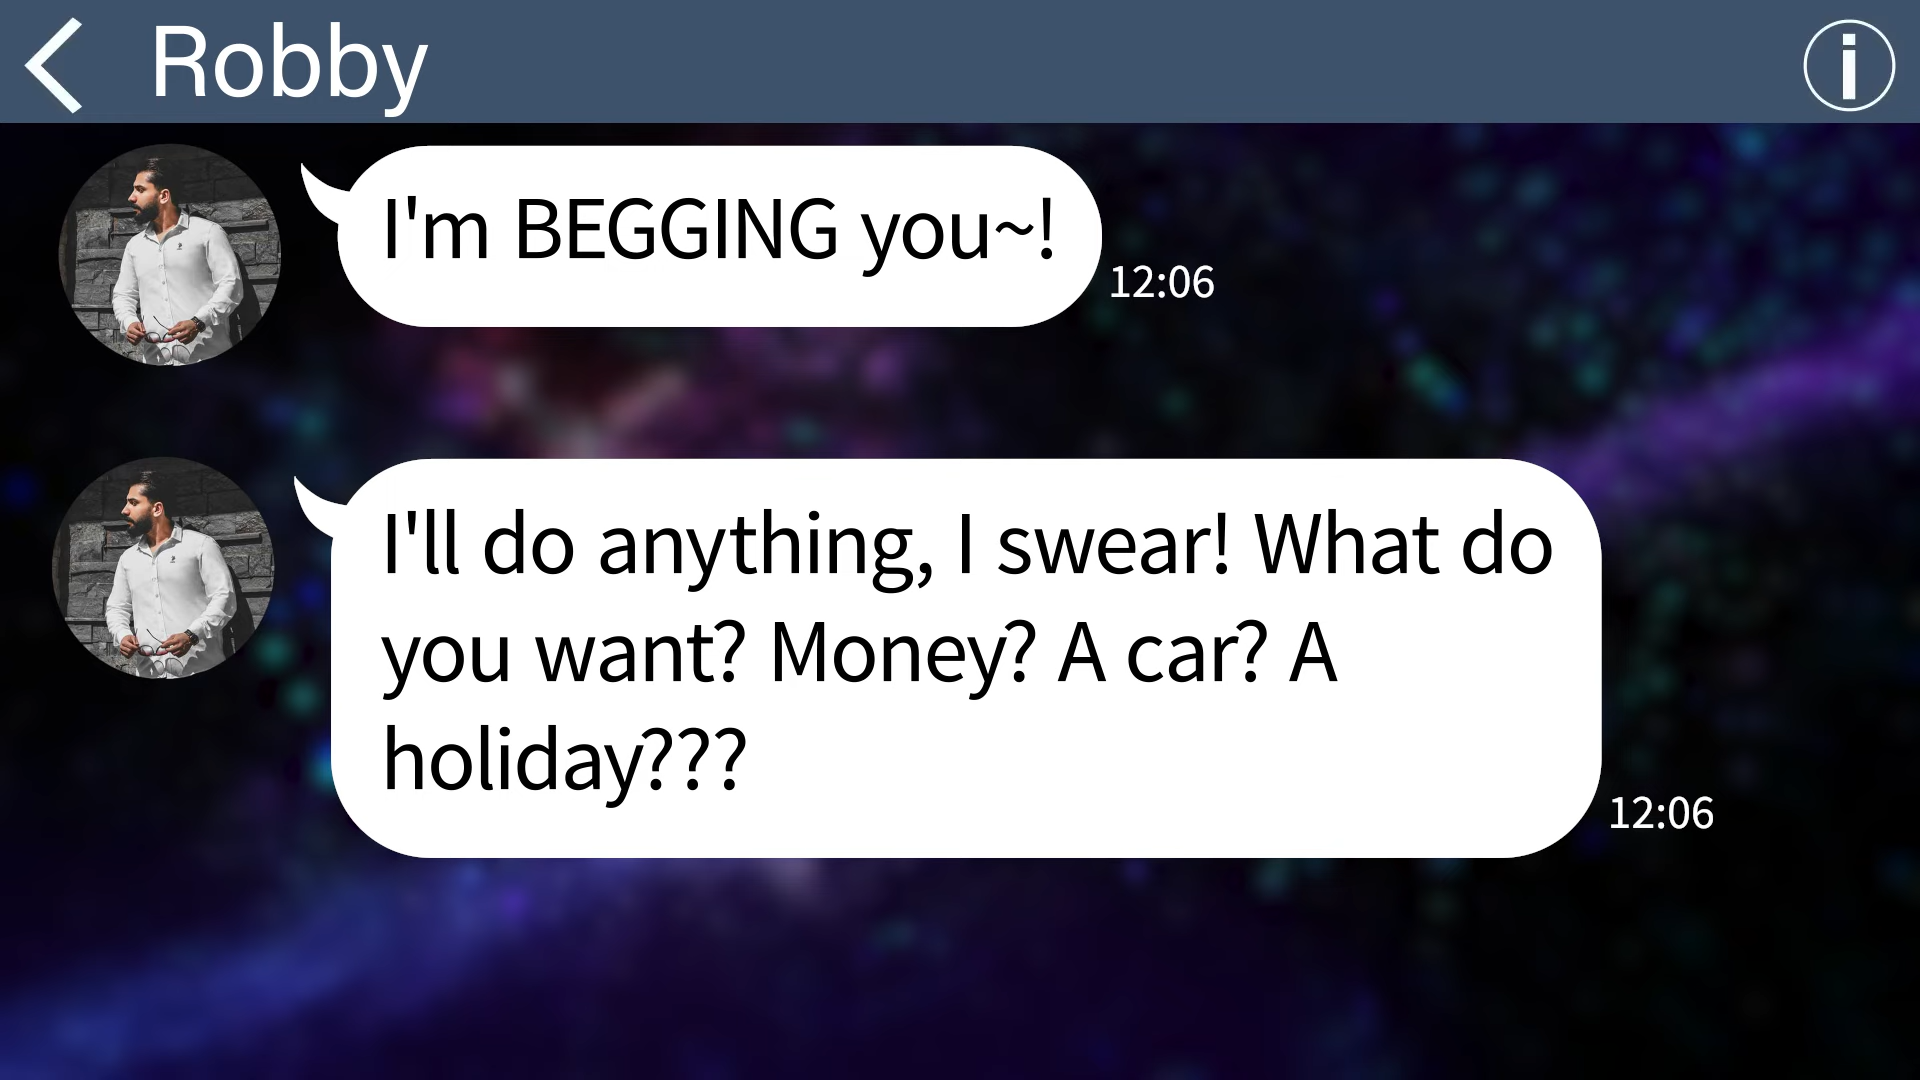 Robby
I'm BEGGING you~!
12:06
I'll do anything, I swear! What do
you want? Money? A car? A
holiday???
12:06